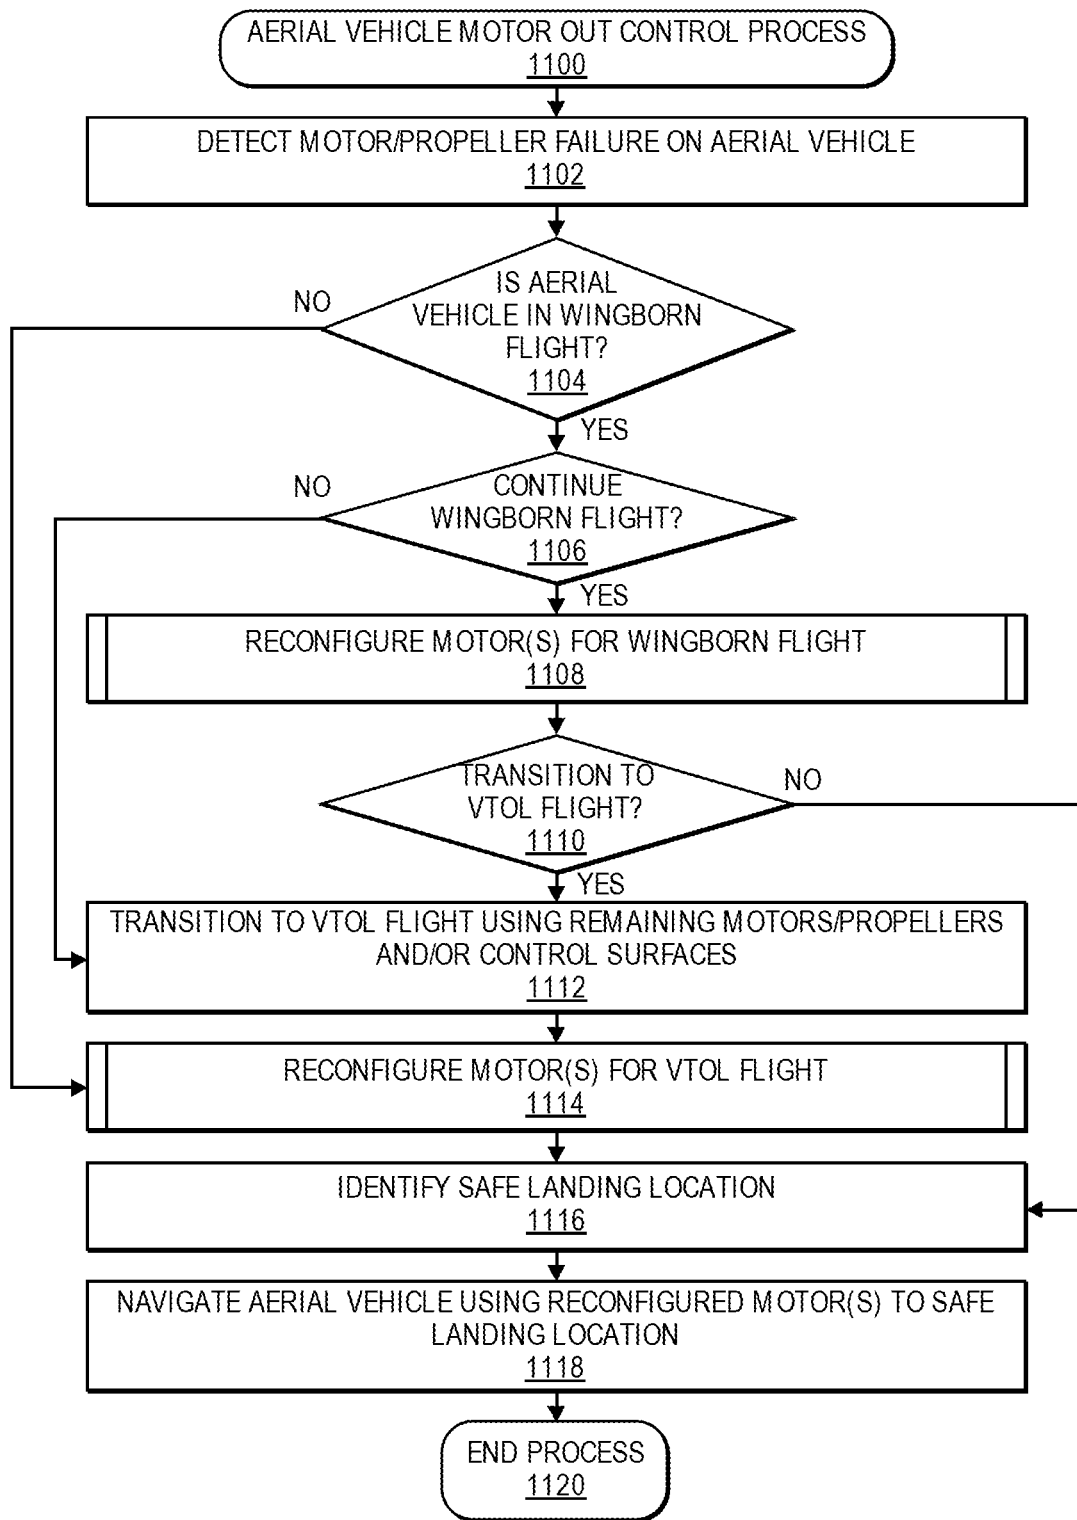 AERIAL VEHICLE MOTOR OUT CONTROL PROCESS
1100
DETECT MOTOR/PROPELLER FAILURE ON AERIAL VEHICLE
1102
IS AERIAL
VEHICLE IN WINGBORN
FLIGHT?
1104
NO
YES
CONTINUE
WINGBORN FLIGHT?
1106
NO
YES
RECONFIGURE MOTOR(S) FOR WINGBORN FLIGHT
1108
TRANSITION TO
VTOL FLIGHT?
1110
NO
YES
TRANSITION TO VTOL FLIGHT USING REMAINING MOTORS/PROPELLERS
AND/OR CONTROL SURFACES
1112
RECONFIGURE MOTOR(S) FOR VTOL FLIGHT
1114
IDENTIFY SAFE LANDING LOCATION
1116
NAVIGATE AERIAL VEHICLE USING RECONFIGURED MOTOR(S) TO SAFE
LANDING LOCATION
1118
END PROCESS
1120